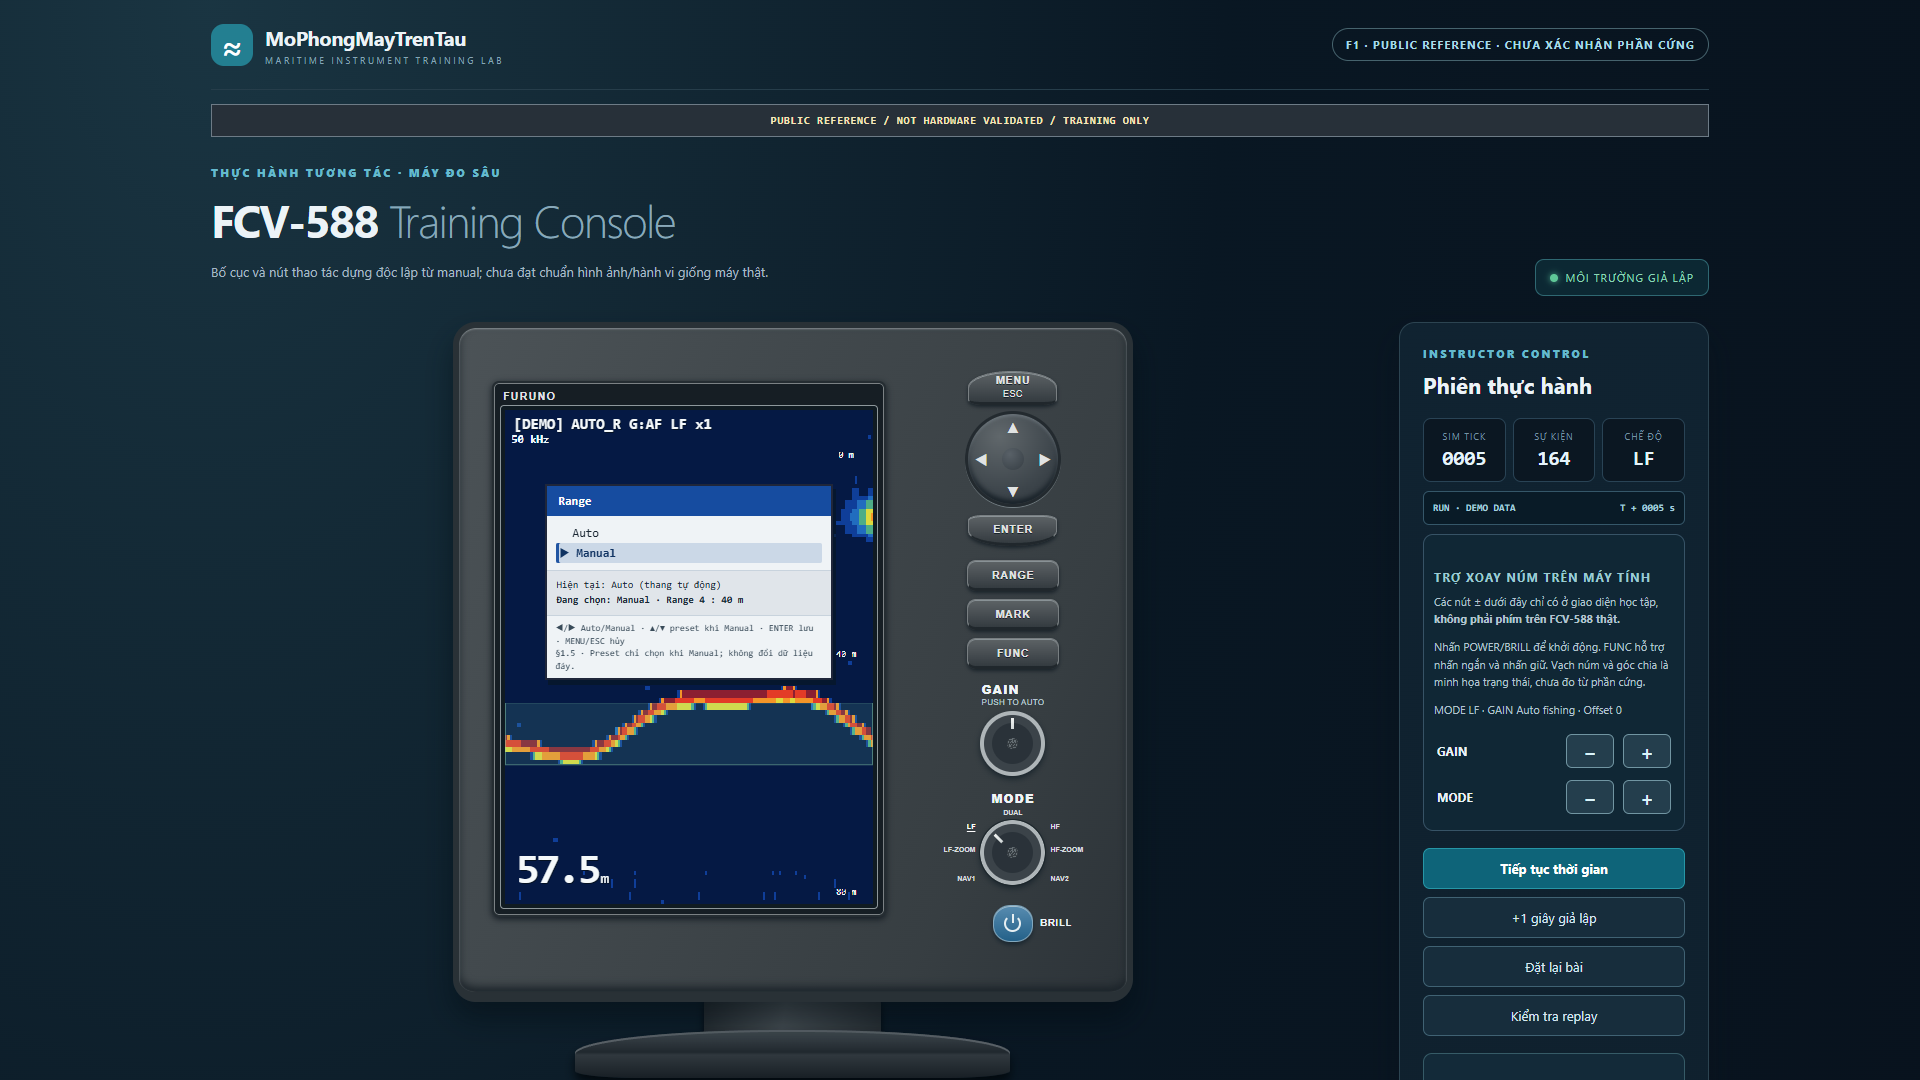 MoPhongMayTrenTau
MARITIME INSTRUMENT TRAINING LAB
F1 · PUBLIC REFERENCE · CHƯA XÁC NHẬN PHẦN CỨNG
PUBLIC REFERENCE / NOT HARDWARE VALIDATED / TRAINING ONLY
THỰC HÀNH TƯƠNG TÁC · MÁY ĐO SÂU
FCV-588 Training Console
Bố cục và nút thao tác dựng độc lập từ manual; chưa đạt chuẩn hình ảnh/hành vi giống máy thật.
MÔI TRƯỜNG GIẢ LẬP
FURUNO
[DEMO] AUTO_R G:AF LF x1
50 kHz
0 m
Range
Auto
▶ Manual
Hiện tại: Auto (thang tự động)
Đang chọn: Manual · Range 4 : 40 m
◀/▶ Auto/Manual · ▲/▼ preset khi Manual · ENTER lưu
· MENU/ESC hủy
§1.5 · Preset chỉ chọn khi Manual; không đổi dữ liệu
đáy.
40 m
57.5m
80 m
MENU
ESC
ENTER
RANGE
MARK
FUNC
GAIN
PUSH TO AUTO
MODE
DUAL
LF
HF
LF-ZOOM
HF-ZOOM
NAV1
NAV2
BRILL
INSTRUCTOR CONTROL
Phiên thực hành
SIM TICK
0005
SỰ KIỆN
164
CHẾ ĐỘ
LF
RUN · DEMO DATA
T + 0005 s
TRỢ XOAY NÚM TRÊN MÁY TÍNH
Các nút ± dưới đây chỉ có ở giao diện học tập,
không phải phím trên FCV-588 thật.
Nhấn POWER/BRILL để khởi động. FUNC hỗ trợ
nhấn ngắn và nhấn giữ. Vạch núm và góc chia là
minh họa trạng thái, chưa đo từ phần cứng.
MODE LF · GAIN Auto fishing · Offset 0
GAIN
−
+
MODE
−
+
Tiếp tục thời gian
+1 giây giả lập
Đặt lại bài
Kiểm tra replay